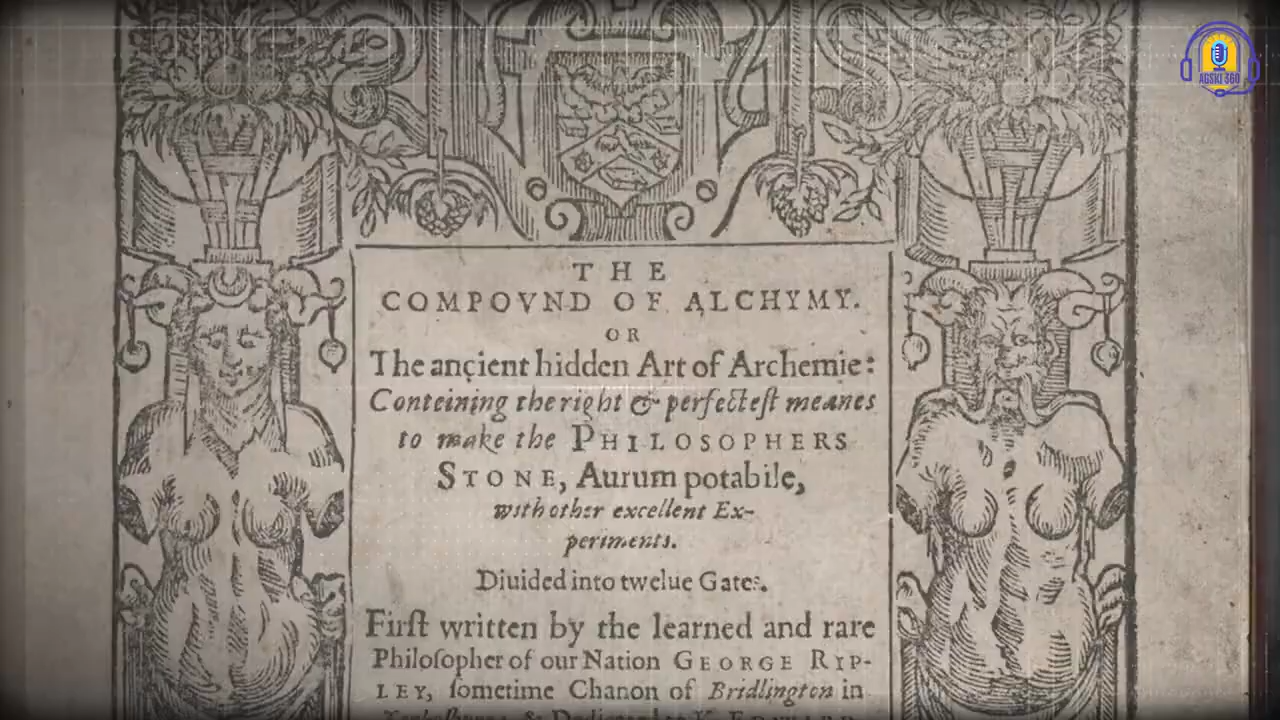 AGSKI 360
THE
COMPOVND OF ALCHYMY.
OR
The ancient hidden Art of Archemie:
Conteining the right & perfectest meanes
to make the PHILOSOPHERS
STONE, Aurum potabile,
with other excellent Ex-
periments.
Diuided into twelue Gates.
Firſt written by the learned and rare
Philoſopher of our Nation GEORGE RIP-
LEY, ſometime Chanon of Bridlington in